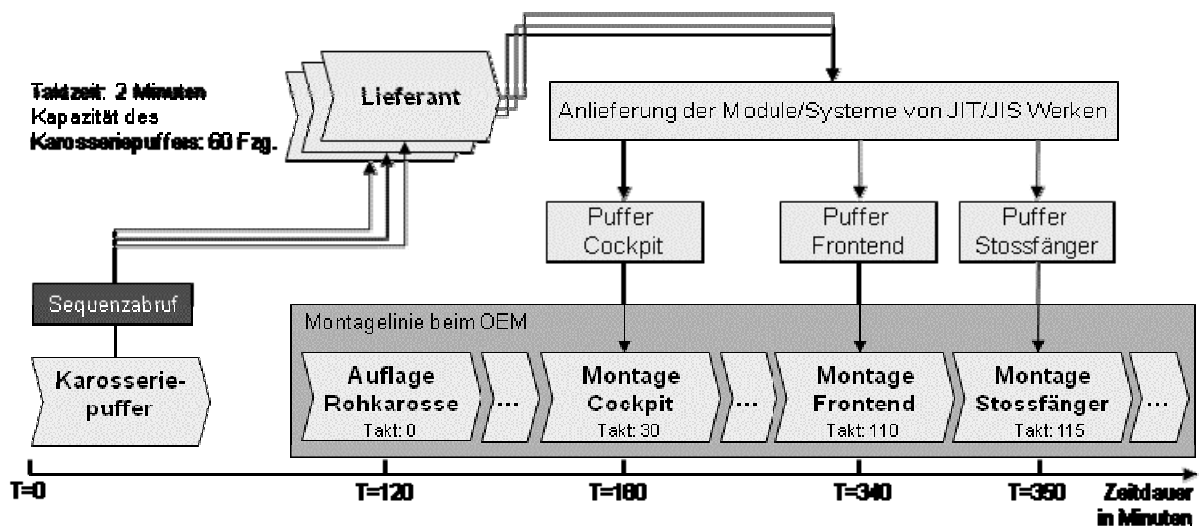 Taktzeit: 2 Minuten
Kapazität des
Karosseriepuffers: 60 Fzg.
Lieferant
Anlieferung der Module/Systeme von JIT/JIS Werken
Puffer
Cockpit
Puffer
Frontend
Puffer
Stossfänger
Sequenzabruf
Karosserie-
puffer
Montagelinie beim OEM
Auflage
Rohkarosse
Takt: 0
...
Montage
Cockpit
Takt: 30
...
Montage
Frontend
Takt: 110
Montage
Stossfänger
Takt: 115
...
T=0
T=120
T=180
T=340
T=350
Zeitdauer
in Minuten